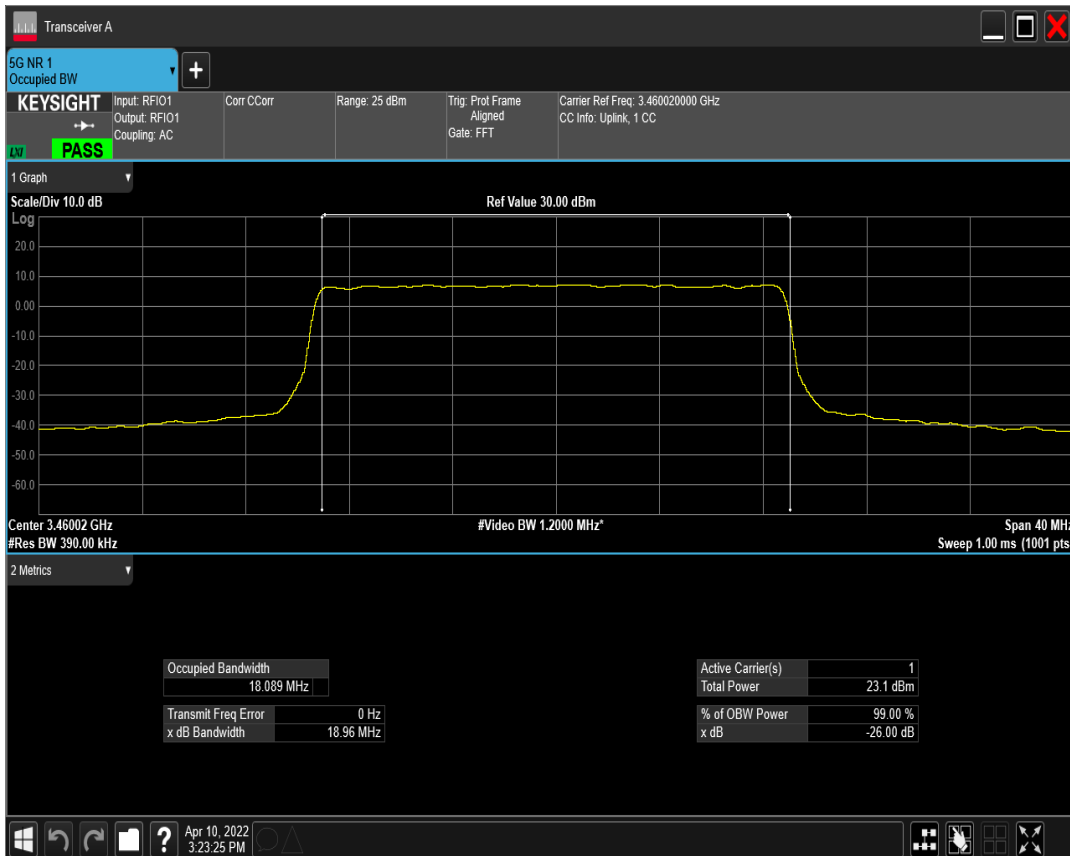 Transceiver A
5G NR 1
Occupied BW
+
KEYSIGHT
LXI
PASS
Input: RFIO1
Output: RFIO1
Coupling: AC
Corr CCorr
Range: 25 dBm
Trig: Prot Frame
Aligned
Gate: FFT
Carrier Ref Freq: 3.460020000 GHz
CC Info: Uplink, 1 CC
1 Graph
Scale/Div 10.0 dB
Ref Value 30.00 dBm
Log
20.0
10.0
0.00
-10.0
-20.0
-30.0
-40.0
-50.0
-60.0
Center 3.46002 GHz
#Video BW 1.2000 MHz*
Span 40 MHz
#Res BW 390.00 kHz
Sweep 1.00 ms (1001 pts
2 Metrics
Occupied Bandwidth
18.089 MHz
Transmit Freq Error 0 Hz
x dB Bandwidth 18.96 MHz
Active Carrier(s) 1
Total Power 23.1 dBm
% of OBW Power 99.00 %
x dB -26.00 dB
?
Apr 10, 2022
3:23:25 PM